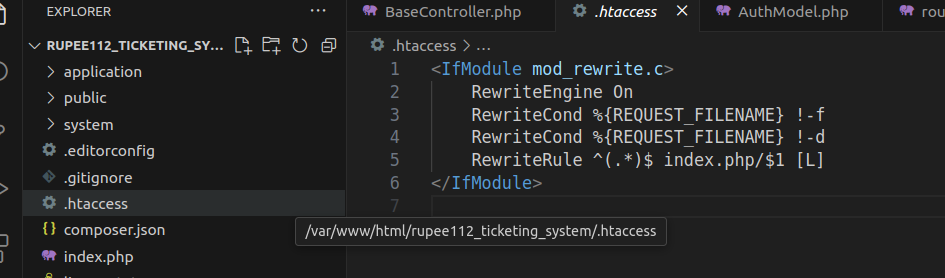 EXPLORER
RUPEE112_TICKETING_SY...
application
public
system
.editorconfig
.gitignore
.htaccess
composer.json
index.php
BaseController.php
.htaccess
AuthModel.php
rou
.htaccess > ...
1 <IfModule mod_rewrite.c>
2 RewriteEngine On
3 RewriteCond %{REQUEST_FILENAME} !-f
4 RewriteCond %{REQUEST_FILENAME} !-d
5 RewriteRule ^(.*)$ index.php/$1 [L]
6 </IfModule>
7
/var/www/html/rupee112_ticketing_system/.htaccess